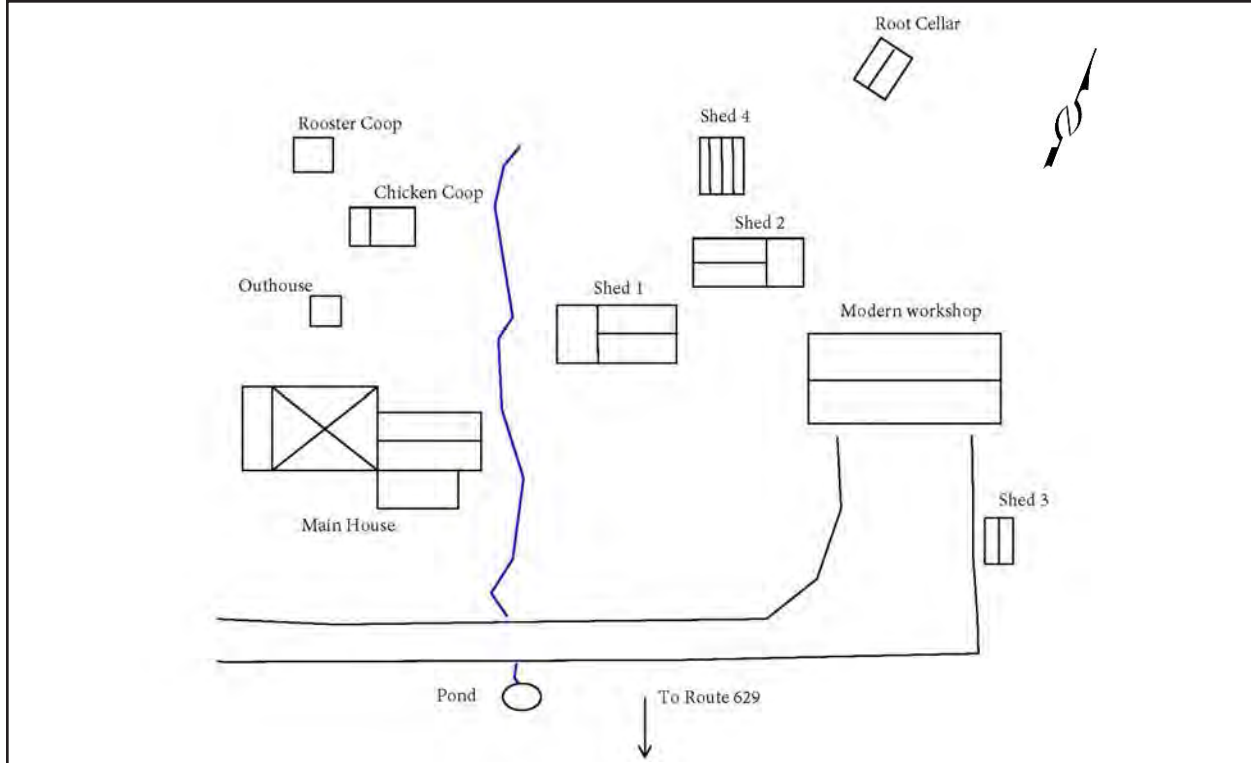 Root Cellar
Shed 4
Rooster Coop
Chicken Coop
Shed 2
Outhouse
Shed 1
Modern workshop
Shed 3
Main House
Pond
To Route 629